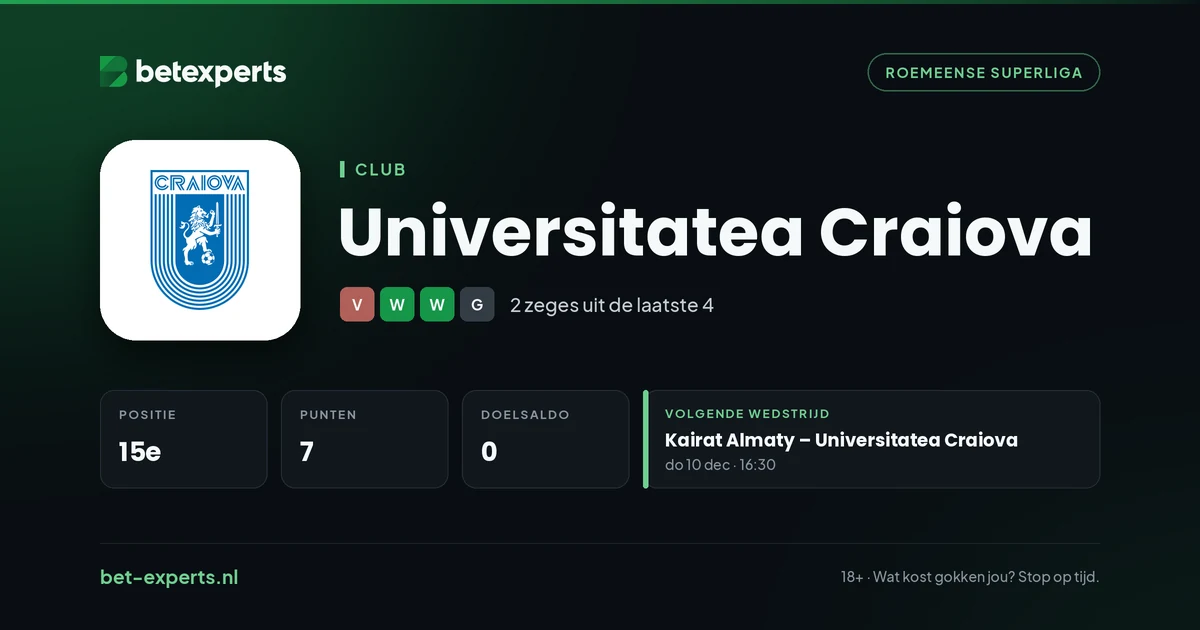 betexperts
ROEMEENSE SUPERLIGA
CRAIOVA
CLUB
Universitatea Craiova
V W W G 2 zeges uit de laatste 4
POSITIE
15e
PUNTEN
7
DOELSALDO
0
VOLGENDE WEDSTRIJD
Kairat Almaty – Universitatea Craiova
do 10 dec · 16:30
bet-experts.nl
18+ · Wat kost gokken jou? Stop op tijd.